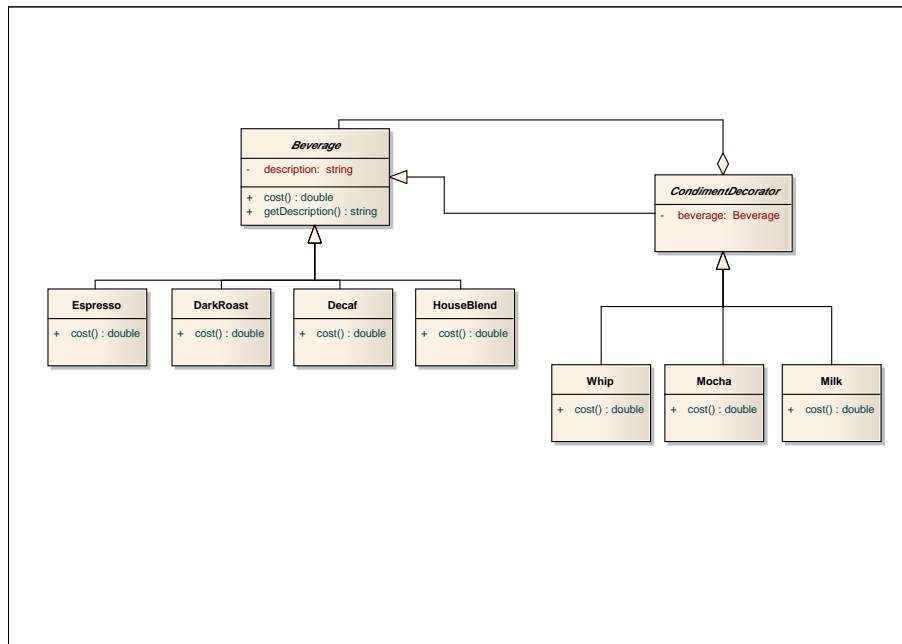 Beverage
- description: string
+ cost() : double
+ getDescription() : string
CondimentDecorator
- beverage: Beverage
Espresso
+ cost() : double
DarkRoast
+ cost() : double
Decaf
+ cost() : double
HouseBlend
+ cost() : double
Whip
+ cost() : double
Mocha
+ cost() : double
Milk
+ cost() : double